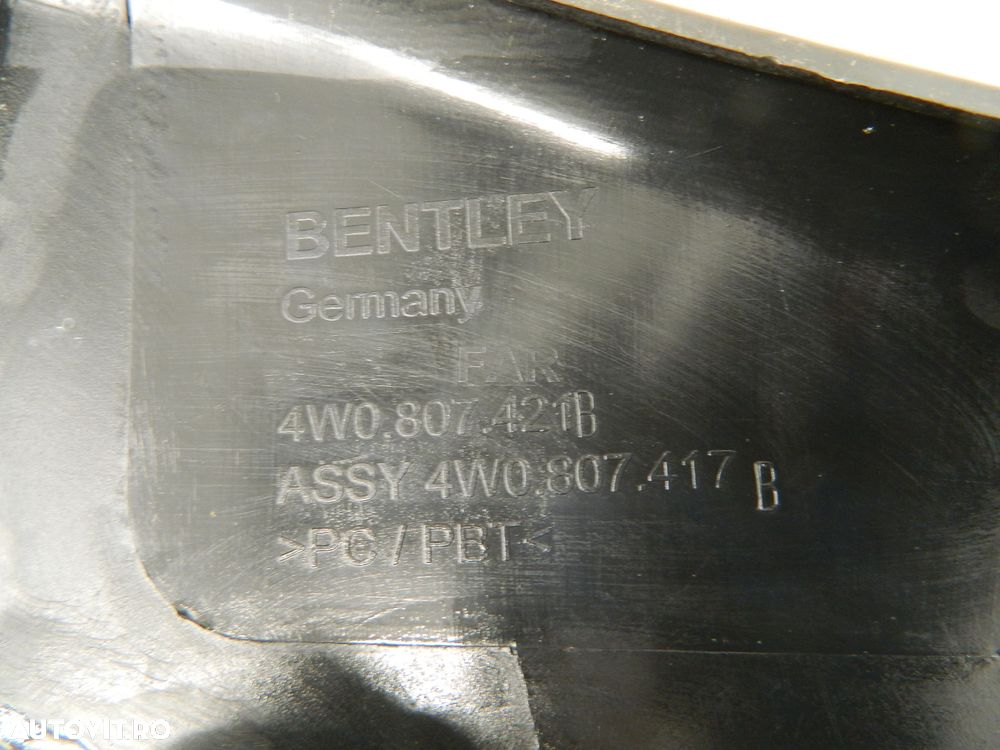 BENTLEY
Germany
FAR
4W0.807.421B
ASSY 4W0.807.417 B
>PC / PBT<
AUTOVIT.RO